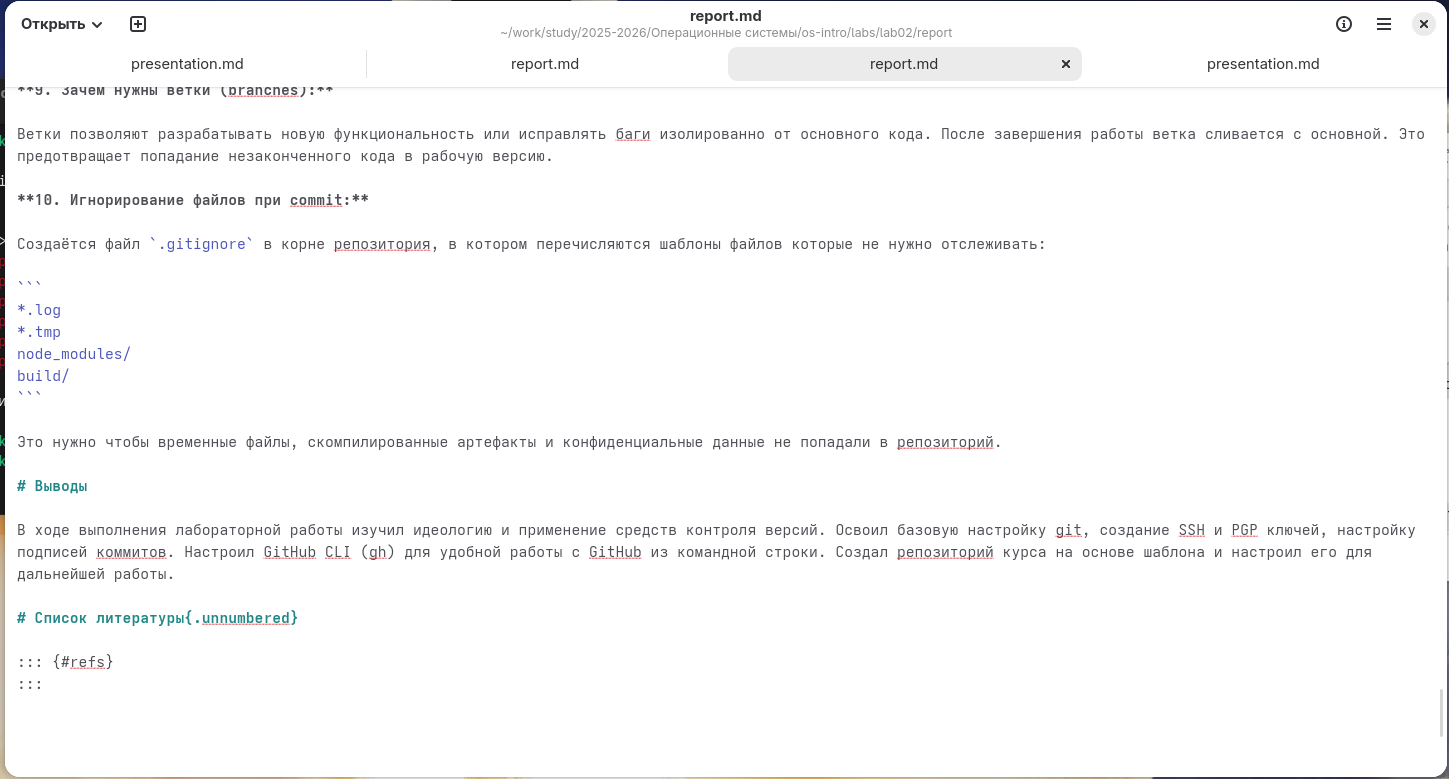 Открыть
report.md
~/work/study/2025-2026/Операционные системы/os-intro/labs/lab02/report
presentation.md
report.md
report.md
presentation.md
**9. Зачем нужны ветки (branches):**
Ветки позволяют разрабатывать новую функциональность или исправлять баги изолированно от основного кода. После завершения работы ветка сливается с основной. Это
предотвращает попадание незаконченного кода в рабочую версию.
**10. Игнорирование файлов при commit:**
Создаётся файл `.gitignore` в корне репозитория, в котором перечисляются шаблоны файлов которые не нужно отслеживать:
```
*.log
*.tmp
node_modules/
build/
```
Это нужно чтобы временные файлы, скомпилированные артефакты и конфиденциальные данные не попадали в репозиторий.
# Выводы
В ходе выполнения лабораторной работы изучил идеологию и применение средств контроля версий. Освоил базовую настройку git, создание SSH и PGP ключей, настройку
подписей коммитов. Настроил GitHub CLI (gh) для удобной работы с GitHub из командной строки. Создал репозиторий курса на основе шаблона и настроил его для
дальнейшей работы.
# Список литературы{.unnumbered}
::: {#refs}
:::